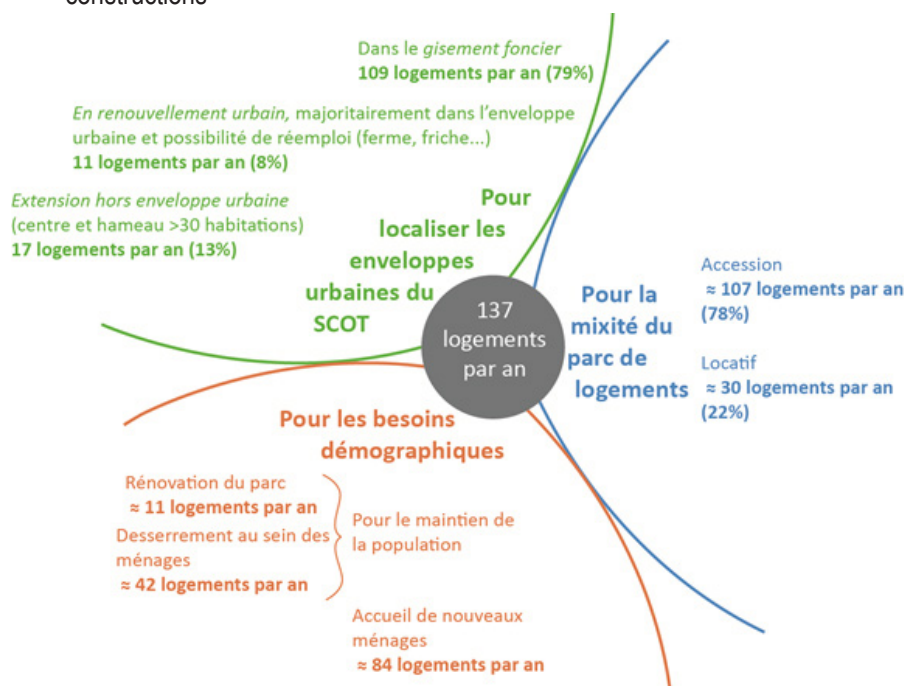 constructions
Dans le gisement foncier
109 logements par an (79%)
En renouvellement urbain, majoritairement dans l'enveloppe
urbaine et possibilité de réemploi (ferme, friche...)
11 logements par an (8%)
Extension hors enveloppe urbaine
(centre et hameau >30 habitations)
17 logements par an (13%)
Pour
localiser les
enveloppes
urbaines du
SCOT
137
logements
par an
Pour la
mixité du
parc de
logements
Accession
≈ 107 logements par an
(78%)
Locatif
≈ 30 logements par an
(22%)
Pour les besoins
démographiques
Rénovation du parc
≈ 11 logements par an
Desserrement au sein des
ménages
≈ 42 logements par an
Pour le maintien de
la population
Accueil de nouveaux
ménages
≈ 84 logements par an